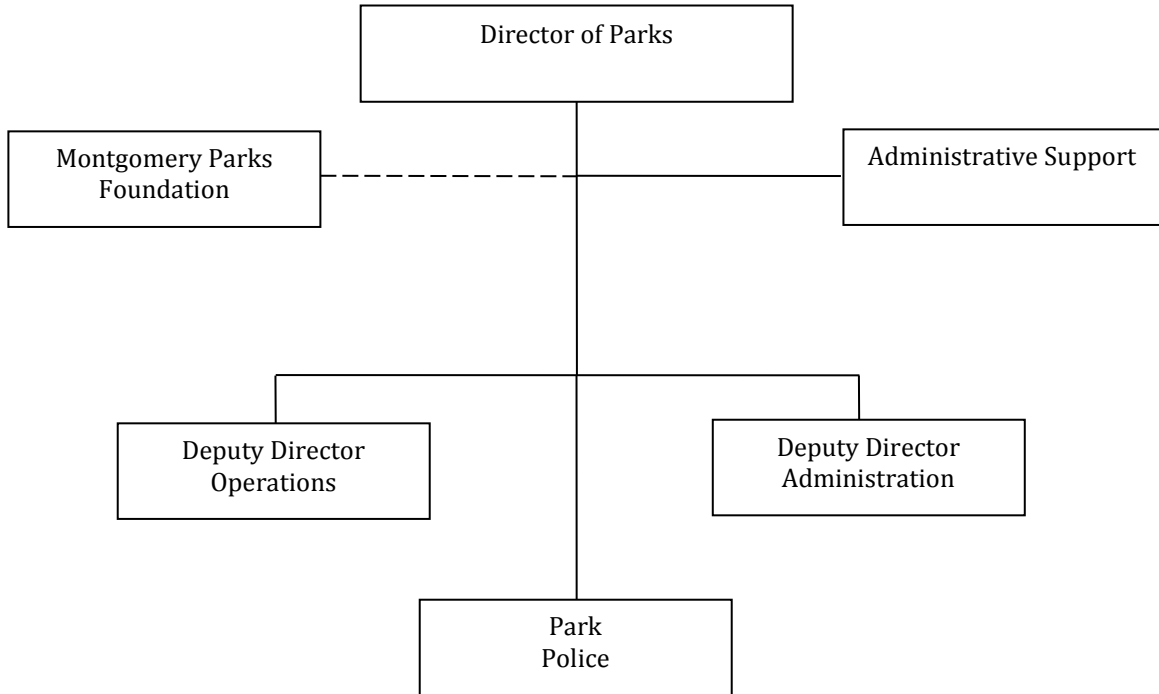 Director of Parks
Montgomery Parks
Foundation
Administrative Support
Deputy Director
Operations
Deputy Director
Administration
Park
Police